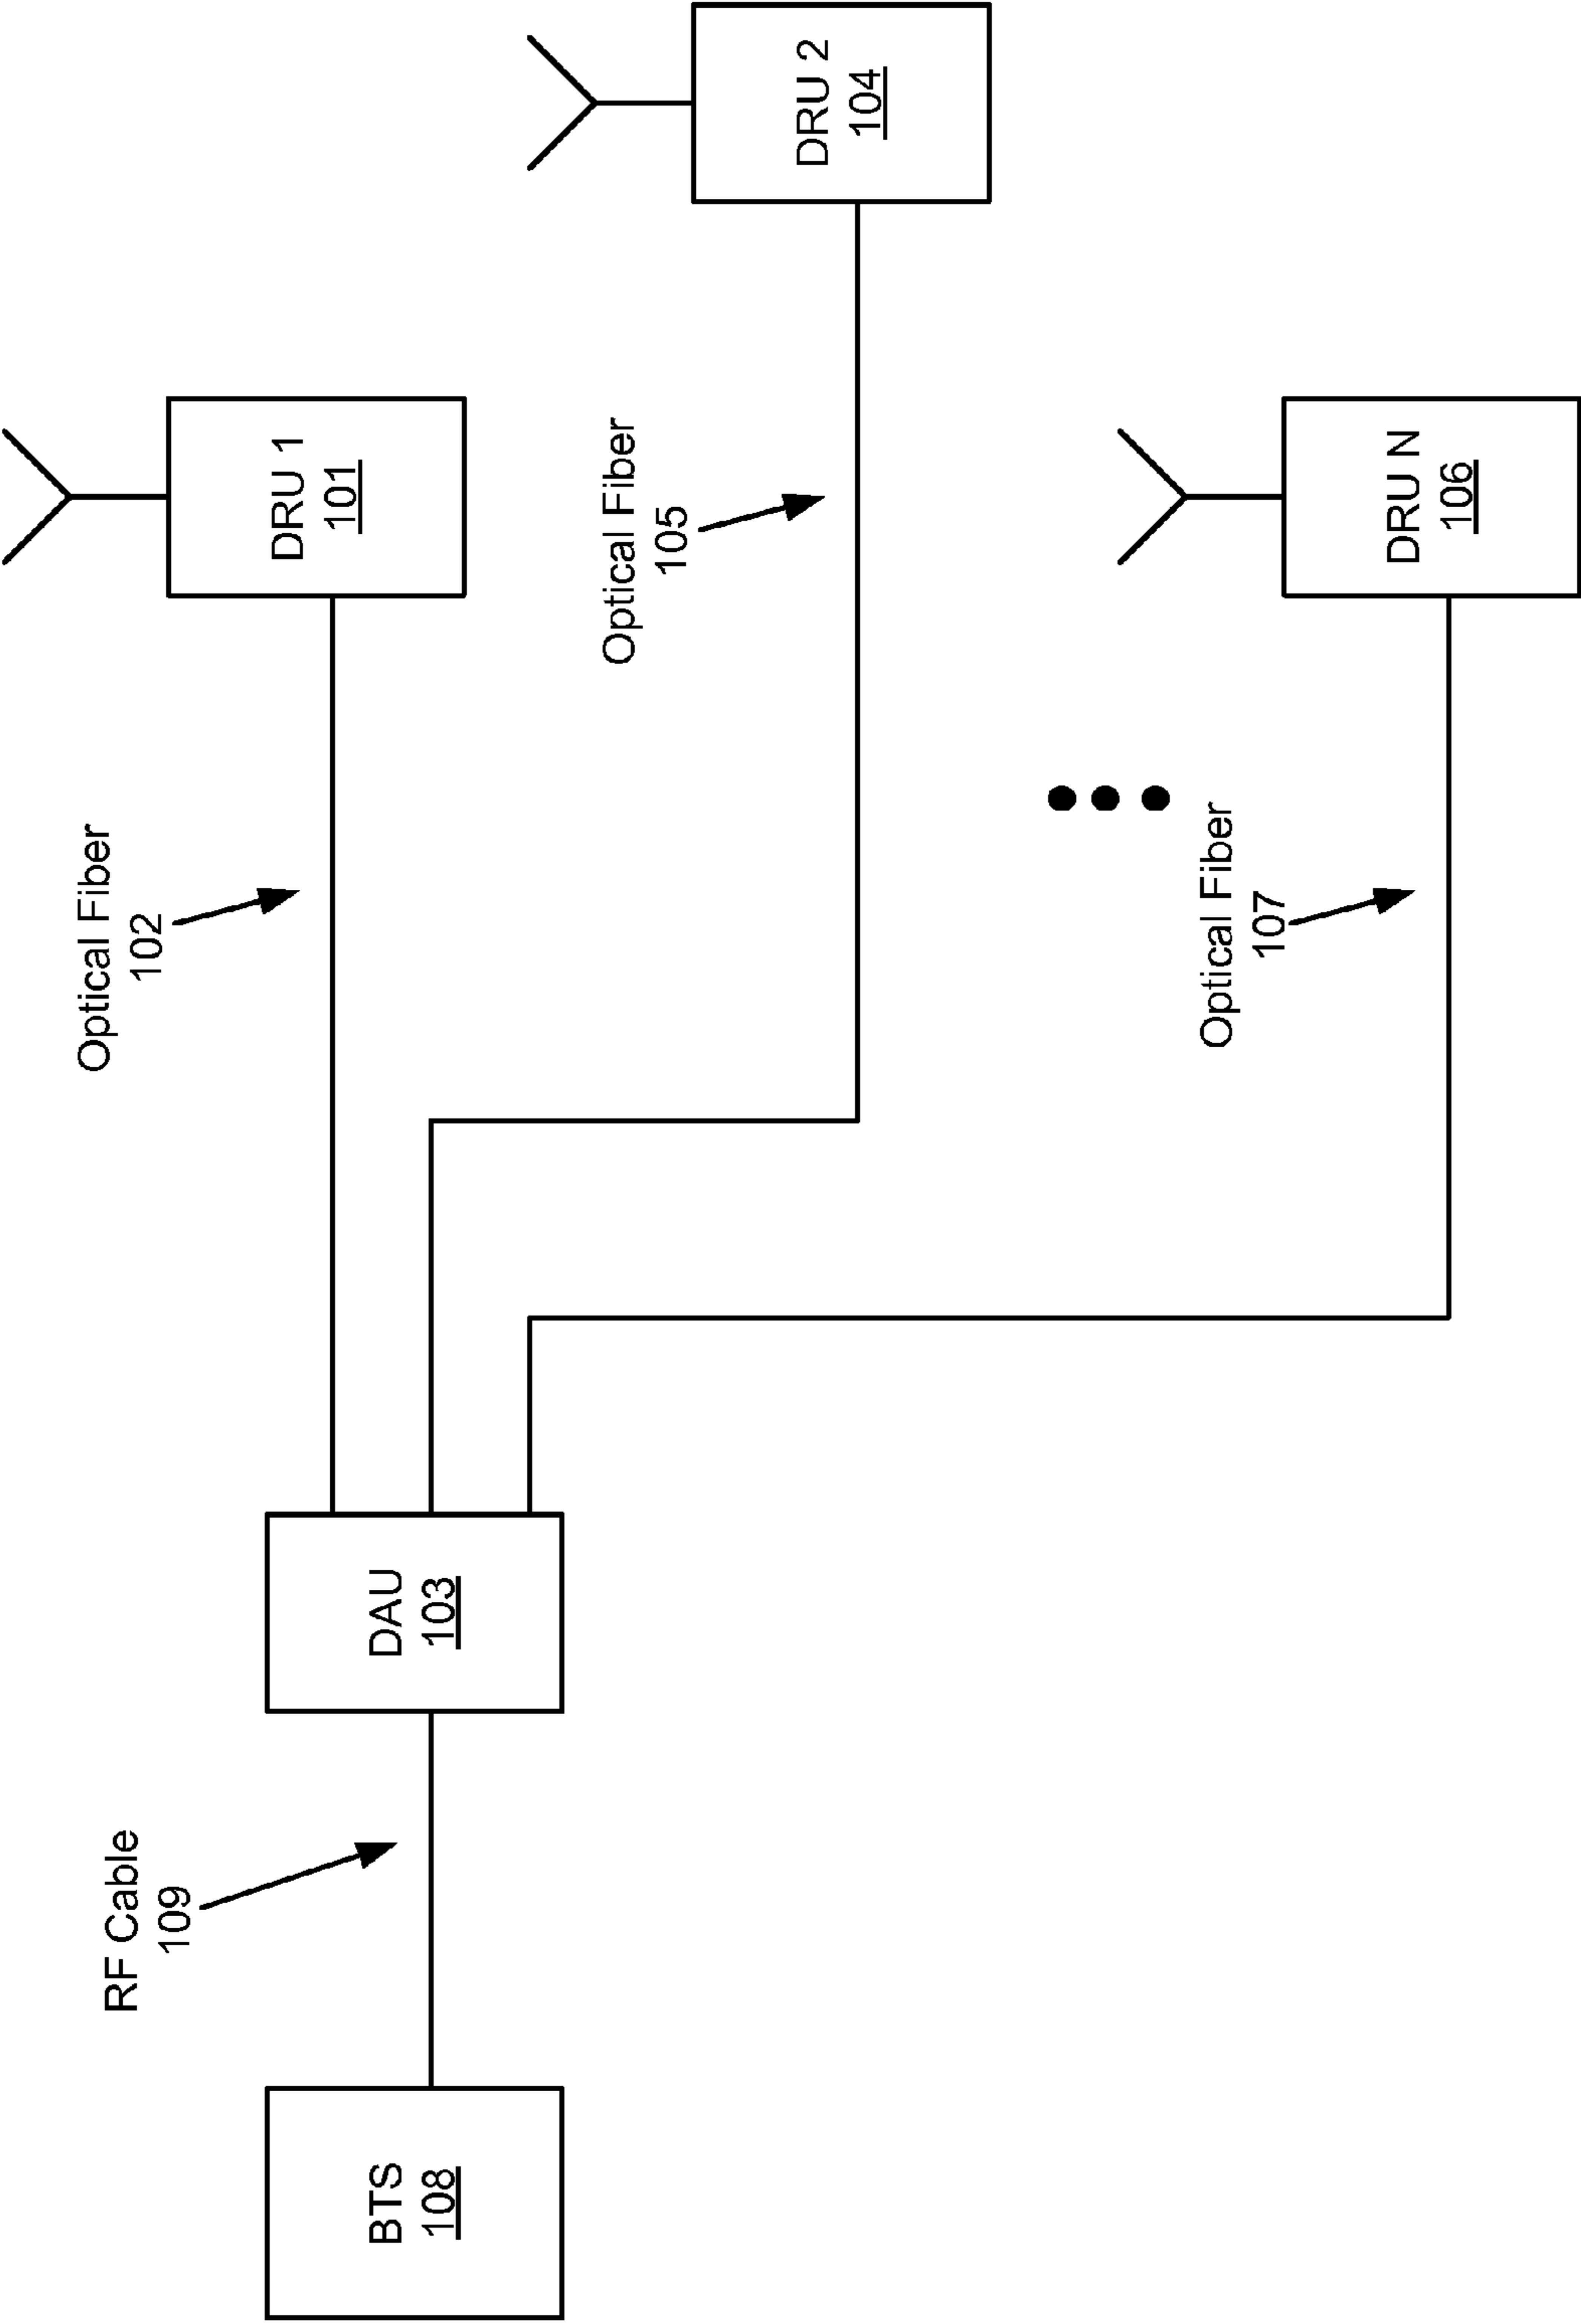 BTS
108
RF Cable
109
DAU
103
Optical Fiber
102
DRU 1
101
Optical Fiber
105
DRU 2
104
Optical Fiber
107
DRU N
106